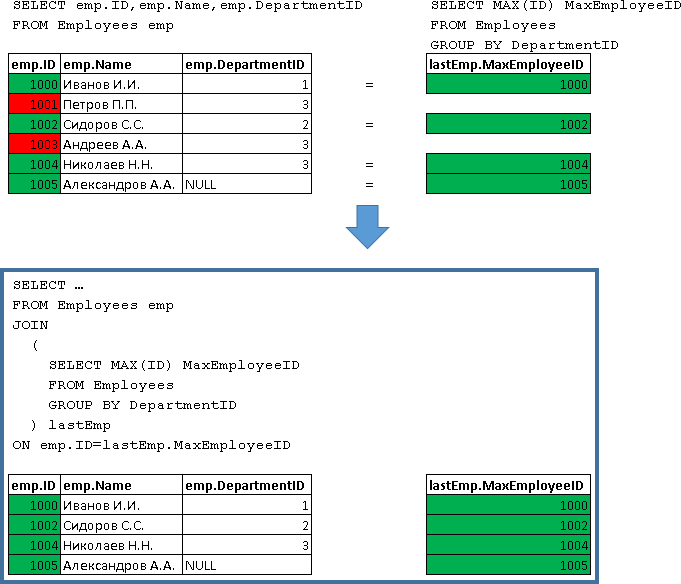 SELECT emp.ID,emp.Name,emp.DepartmentID
FROM Employees emp
SELECT MAX(ID) MaxEmployeeID
FROM Employees
GROUP BY DepartmentID
emp.ID emp.Name emp.DepartmentID lastEmp.MaxEmployeeID
1000 Иванов И.И. 1 = 1000
1001 Петров П.П. 3
1002 Сидоров С.С. 2 = 1002
1003 Андреев А.А. 3
1004 Николаев Н.Н. 3 = 1004
1005 Александров А.А. NULL = 1005
SELECT …
FROM Employees emp
JOIN
(
SELECT MAX(ID) MaxEmployeeID
FROM Employees
GROUP BY DepartmentID
) lastEmp
ON emp.ID=lastEmp.MaxEmployeeID
emp.ID emp.Name emp.DepartmentID lastEmp.MaxEmployeeID
1000 Иванов И.И. 1 1000
1002 Сидоров С.С. 2 1002
1004 Николаев Н.Н. 3 1004
1005 Александров А.А. NULL 1005